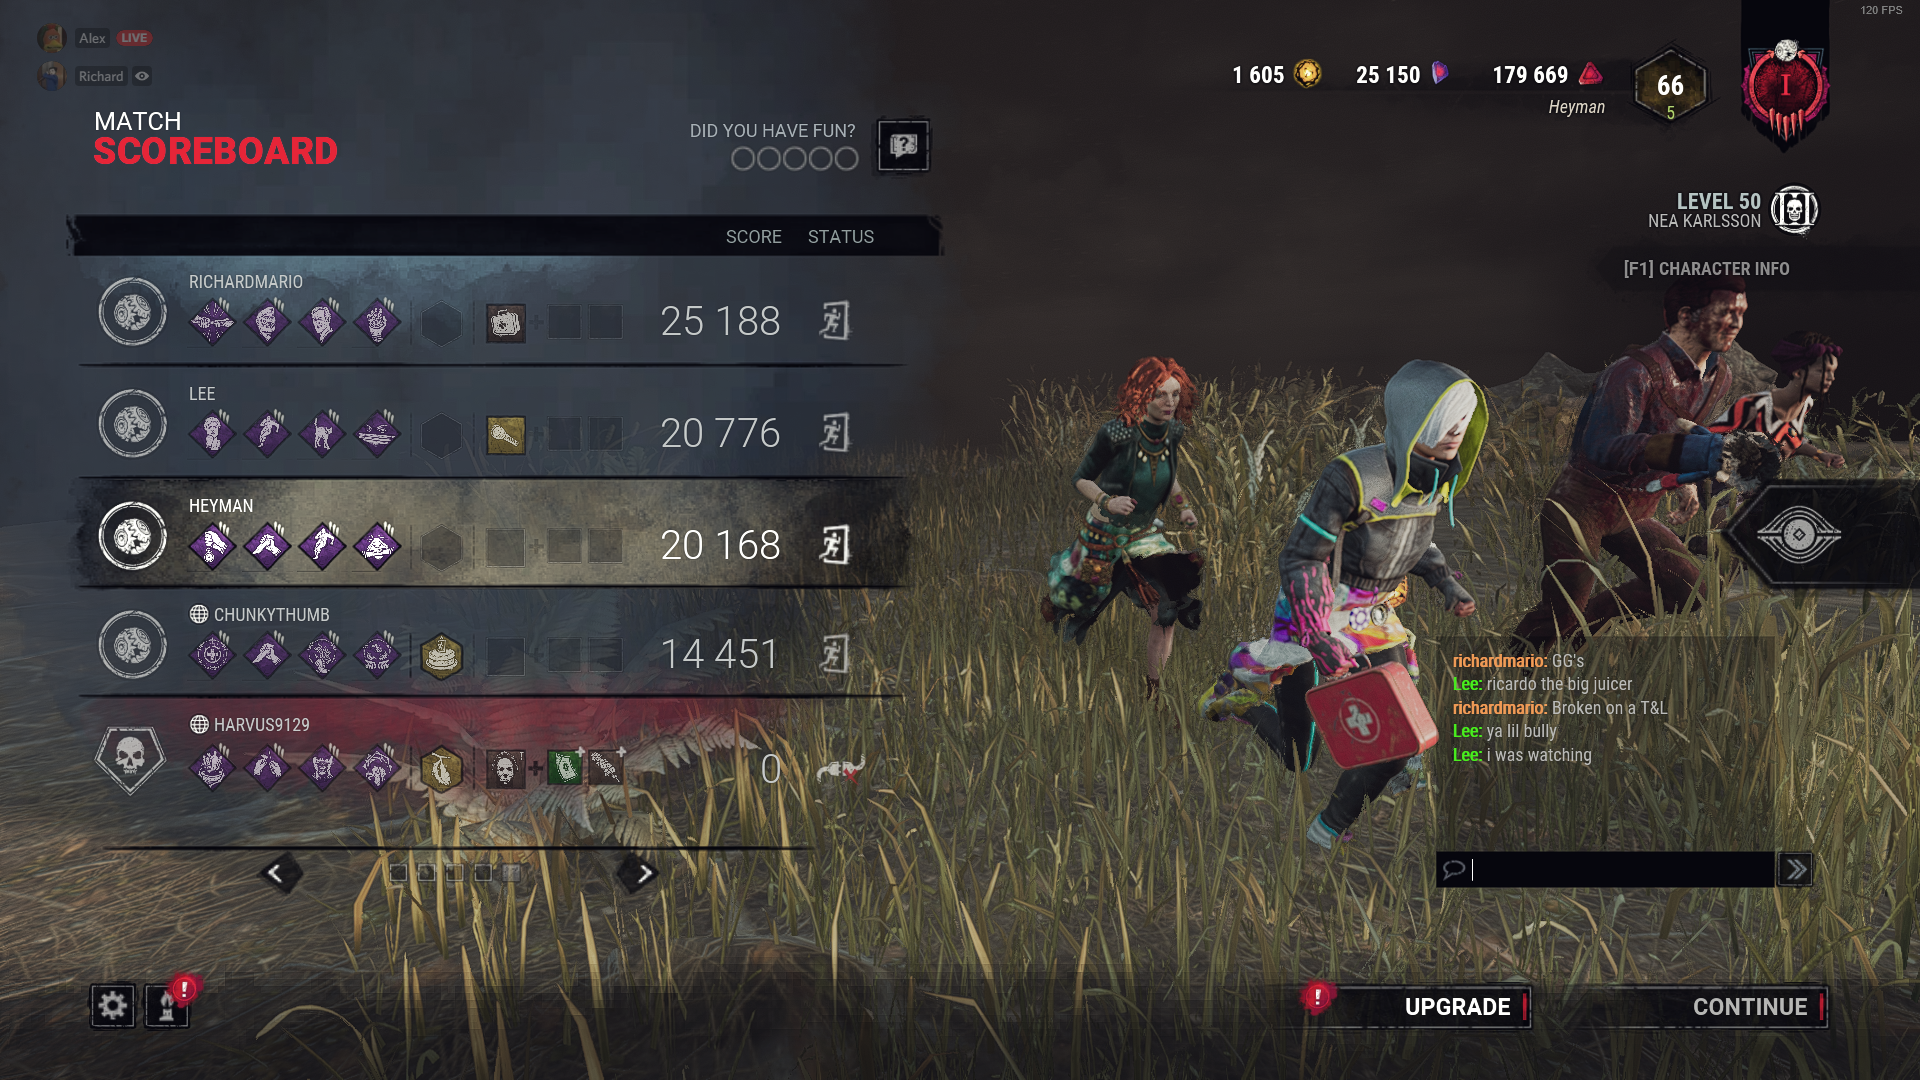 120 FPS
Alex LIVE
Richard
1 605 25 150 179 669 66
Heyman 5
I
MATCH
SCOREBOARD
DID YOU HAVE FUN?
LEVEL 50
NEA KARLSSON
[F1] CHARACTER INFO
SCORE STATUS
RICHARDMARIO
25 188
LEE
20 776
HEYMAN
20 168
CHUNKYTHUMB
14 451
HARVUS9129
0
richardmario: GG's
Lee: ricardo the big juicer
richardmario: Broken on a T&L
Lee: ya lil bully
Lee: i was watching
UPGRADE
CONTINUE